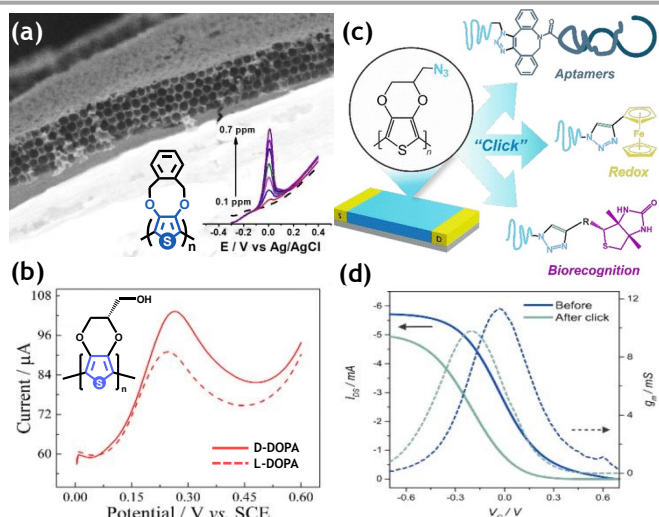 (a)
0.7 ppm
0.1 ppm
-0.4 -0.2 0.0 0.2 0.4
E / V vs Ag/AgCl
O O
S
n
(b)
108
96
84
72
60
Current / μA
OH
O O
S
n
D-DOPA
L-DOPA
0.00 0.15 0.30 0.45 0.60
Potential / V vs. SCE
(c)
N3
O O
S
n
S
D
"Click"
N
N=N
N
O
Aptamers
N
N=N
Fe
Redox
N
N=N
R
HN
NH
O
S
Biorecognition
(d)
Before
After click
-6
-5
-4
-3
-2
-1
0
IDS / mA
12
8
4
0
gm / mS
-0.6 -0.3 0.0 0.3 0.6
VG / V